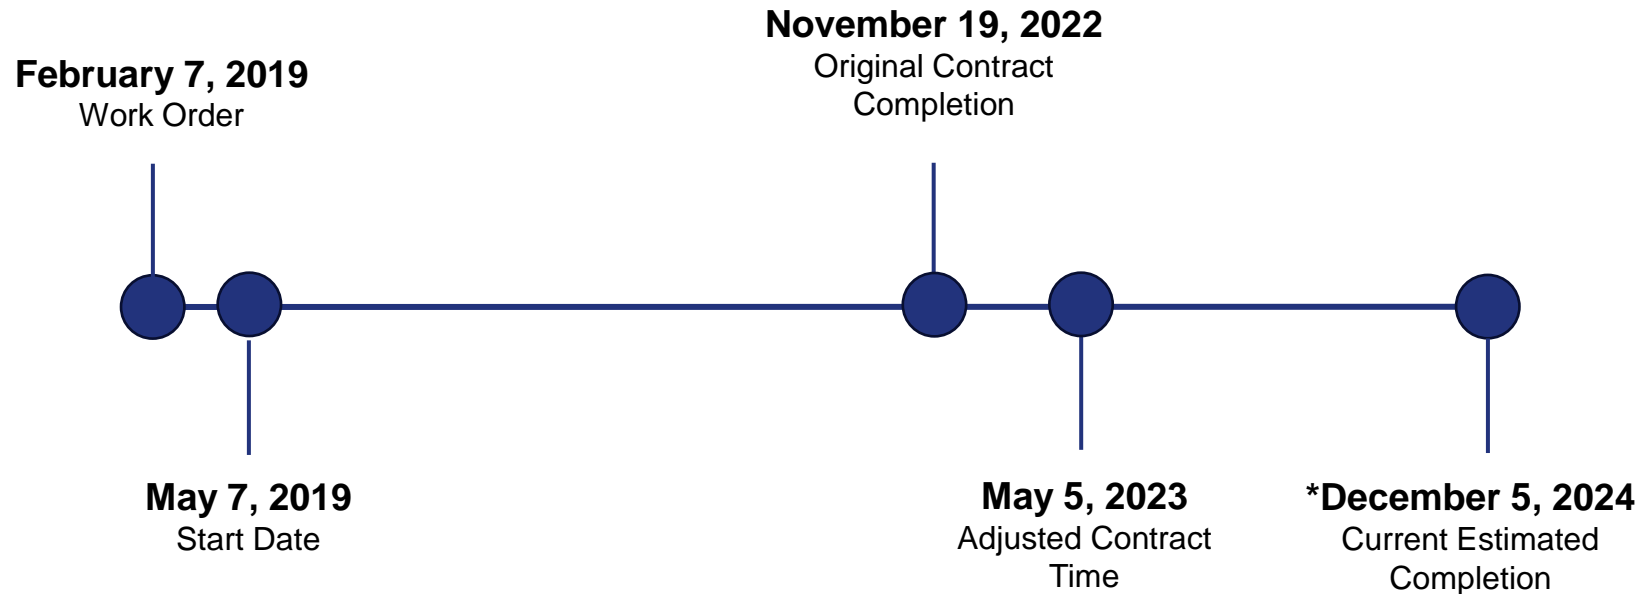 November 19, 2022
Original Contract
Completion
February 7, 2019
Work Order
May 7, 2019
Start Date
May 5, 2023
Adjusted Contract
Time
*December 5, 2024
Current Estimated
Completion